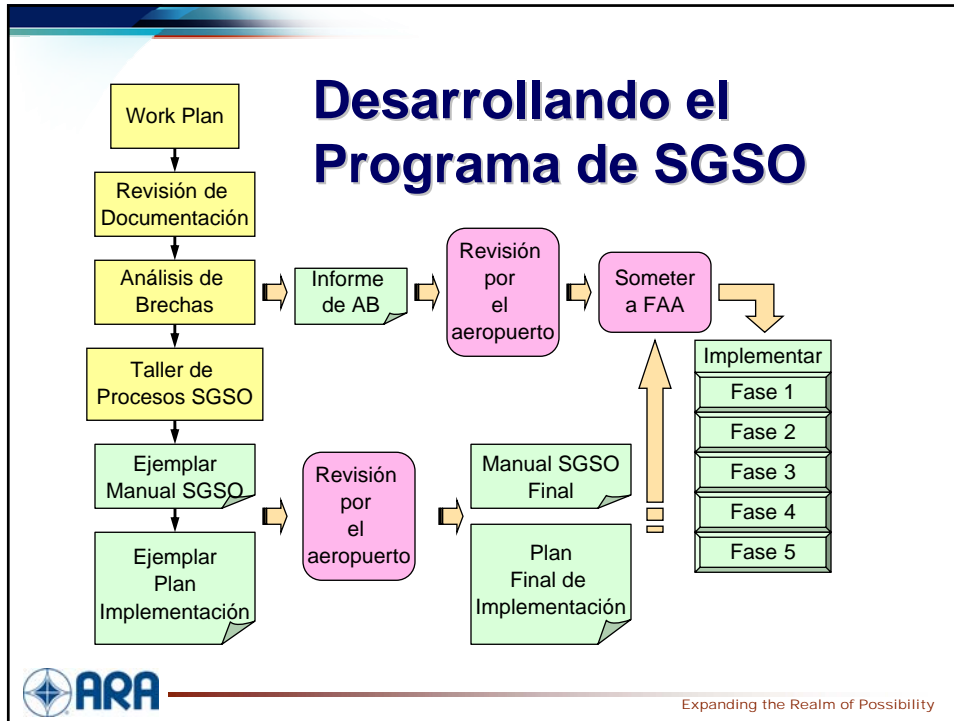 Desarrollando el
Programa de SGSO
Work Plan
Revisión de
Documentación
Análisis de
Brechas
Informe
de AB
Revisión
por
el
aeropuerto
Someter
a FAA
Taller de
Procesos SGSO
Implementar
Fase 1
Fase 2
Fase 3
Fase 4
Fase 5
Ejemplar
Manual SGSO
Ejemplar
Plan
Implementación
Revisión
por
el
aeropuerto
Manual SGSO
Final
Plan
Final de
Implementación
ARA
Expanding the Realm of Possibility